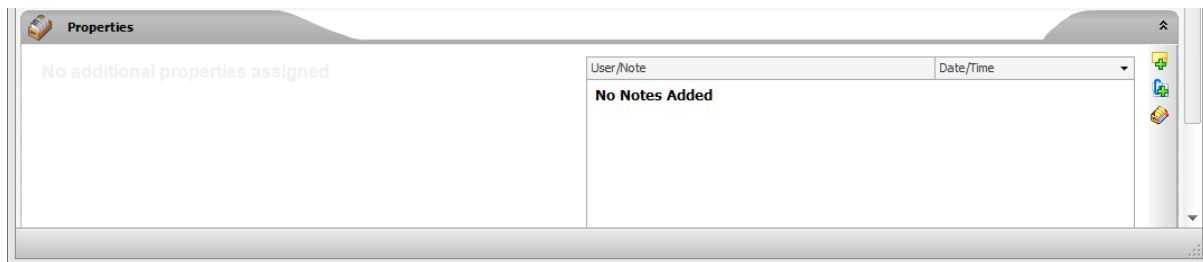 Properties
No additional properties assigned
User/Note
Date/Time
No Notes Added